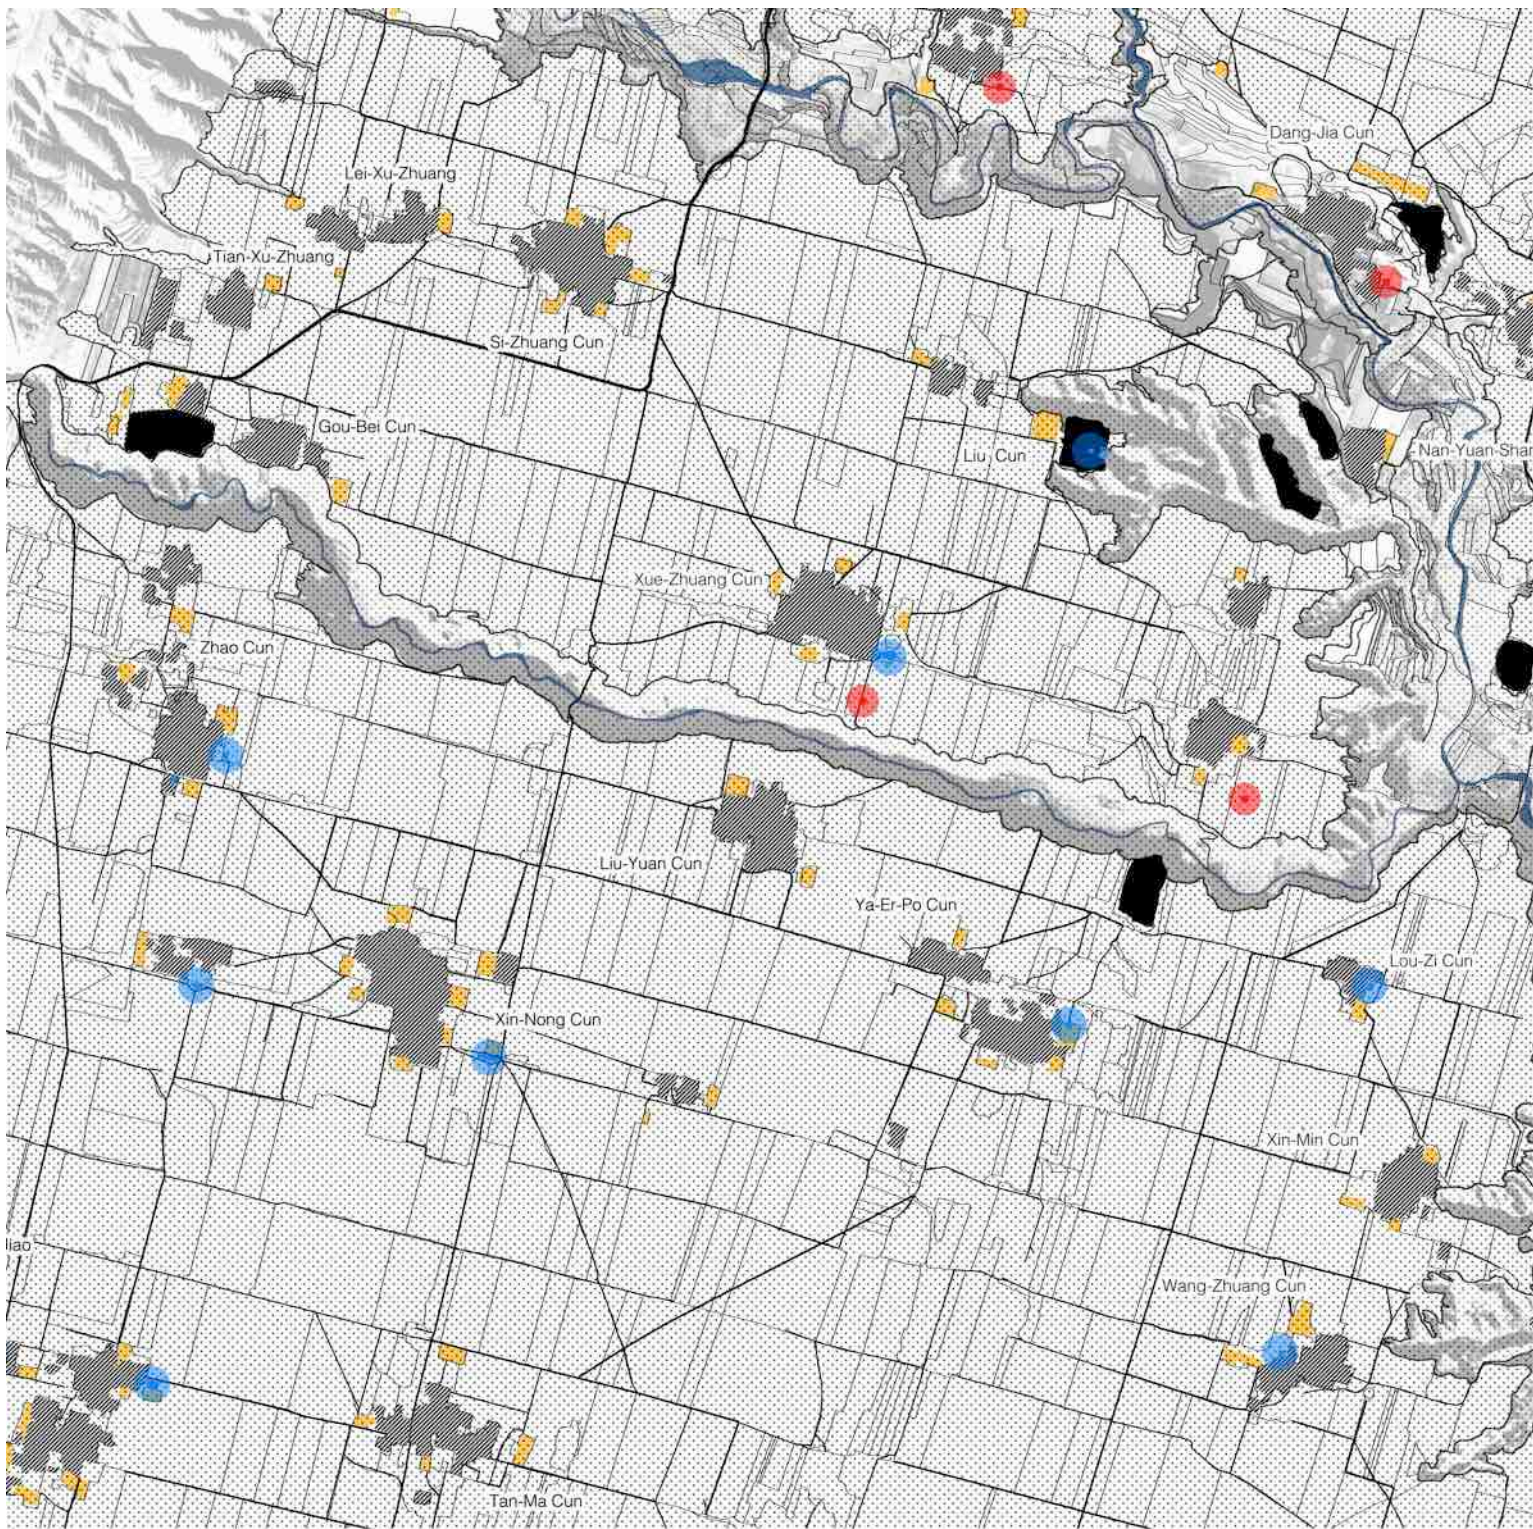 Dang-Jia Cun
Lei-Xu-Zhuang
Tian-Xu-Zhuang
Si-Zhuang Cun
Gou-Bei Cun
Liu Cun
Nan-Yuan-Shan
Xue-Zhuang Cun
Zhao Cun
Liu-Yuan Cun
Ya-Er-Po Cun
Lou-Zi Cun
Xin-Nong Cun
Xin-Min Cun
iao
Wang-Zhuang Cun
Tan-Ma Cun